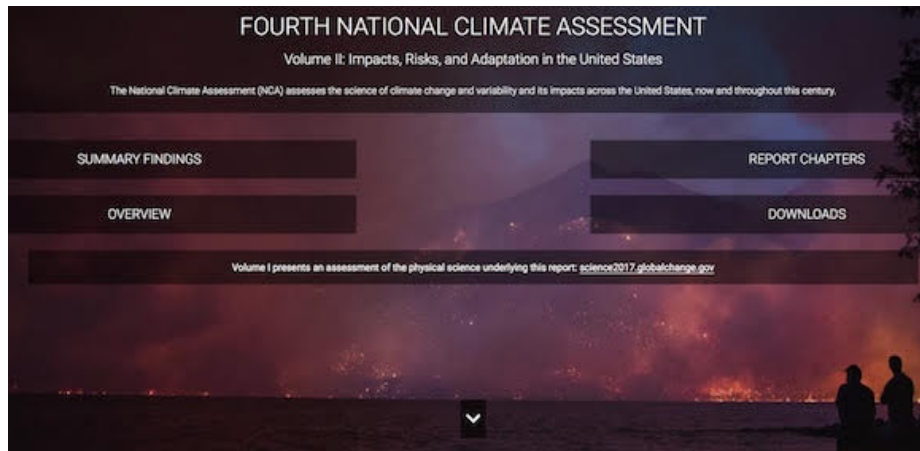 FOURTH NATIONAL CLIMATE ASSESSMENT
Volume II: Impacts, Risks, and Adaptation in the United States
The National Climate Assessment (NCA) assesses the science of climate change and variability and its impacts across the United States, now and throughout this century.
SUMMARY FINDINGS
REPORT CHAPTERS
OVERVIEW
DOWNLOADS
Volume I presents an assessment of the physical science underlying this report: science2017.globalchange.gov